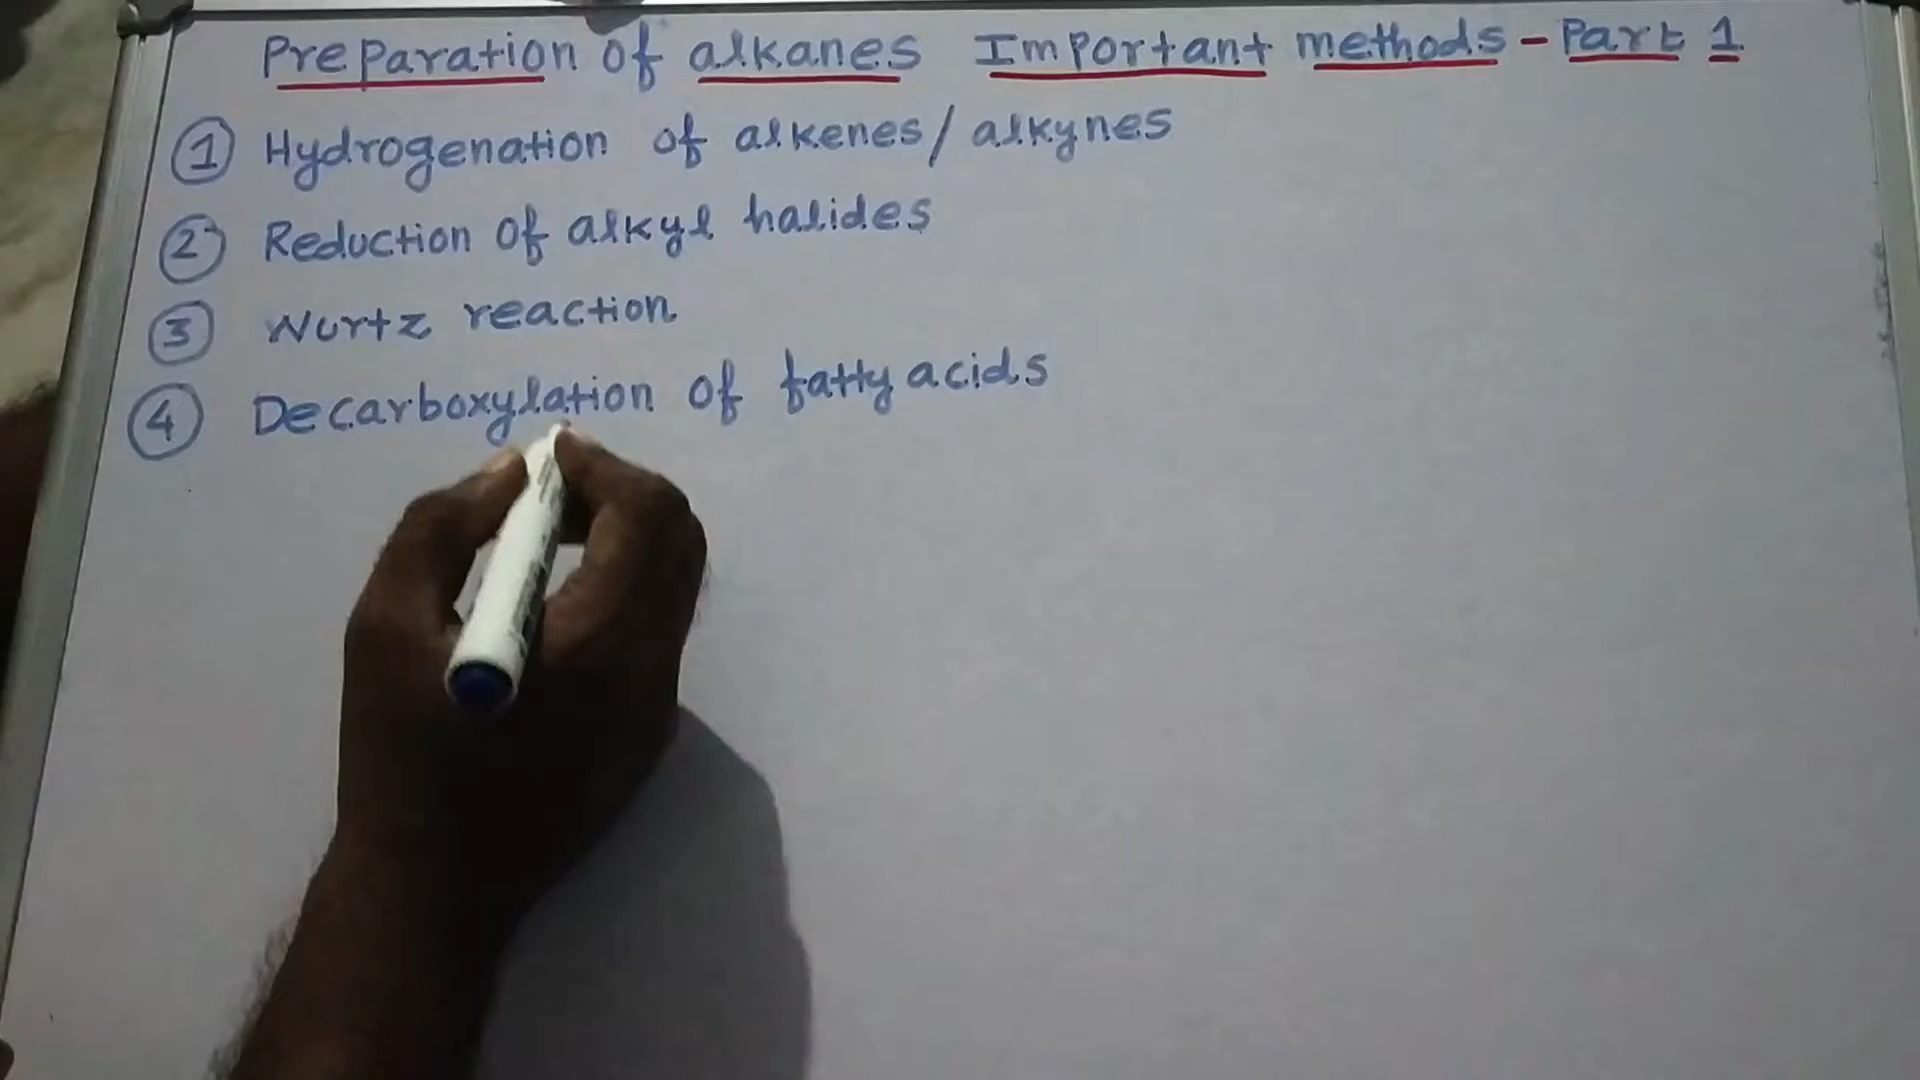 Preparation of alkanes Important methods - Part 1
① Hydrogenation of alkenes/alkynes
② Reduction of alkyl halides
③ Wurtz reaction
④ Decarboxylation of fatty acids